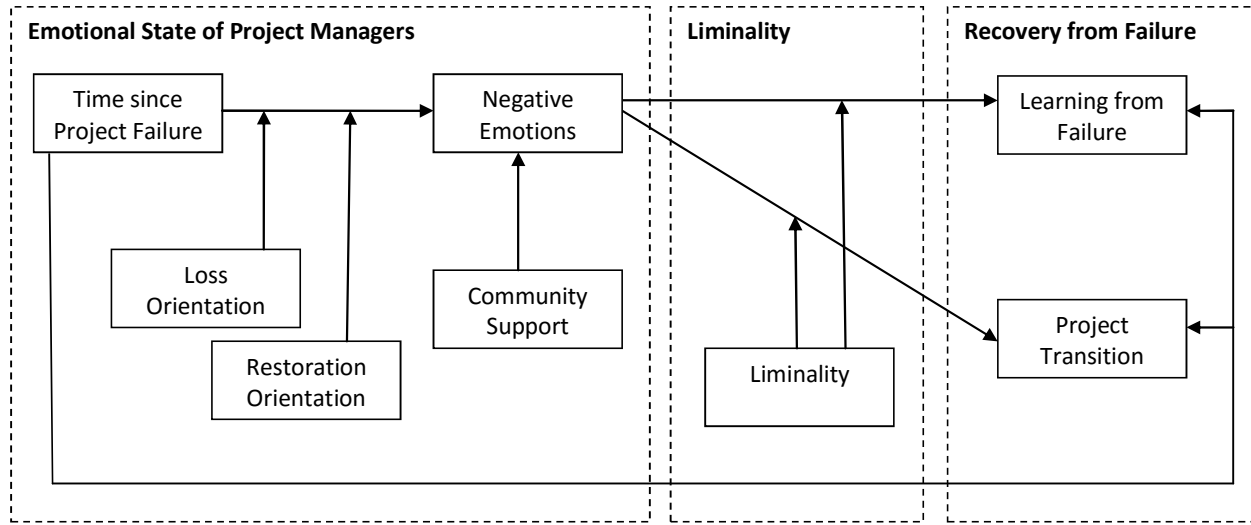 Emotional State of Project Managers
Liminality
Recovery from Failure
Time since
Project Failure
Negative
Emotions
Learning from
Failure
Loss
Orientation
Community
Support
Restoration
Orientation
Liminality
Project
Transition